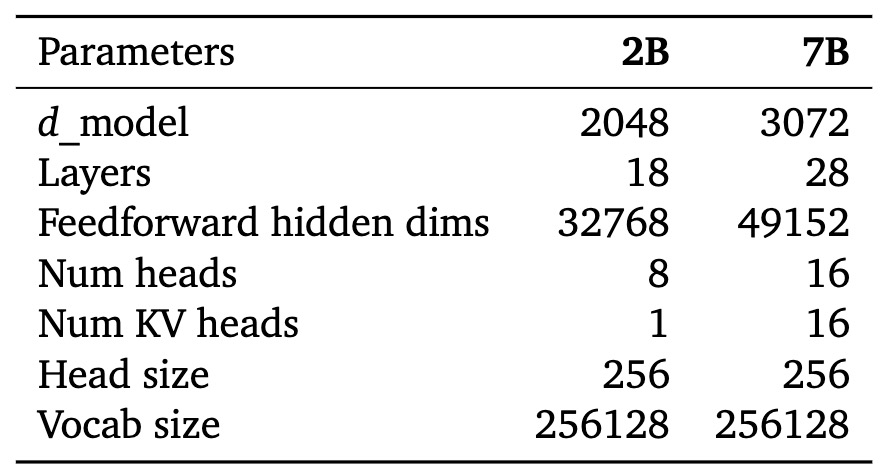 Parameters 2B 7B
d_model 2048 3072
Layers 18 28
Feedforward hidden dims 32768 49152
Num heads 8 16
Num KV heads 1 16
Head size 256 256
Vocab size 256128 256128